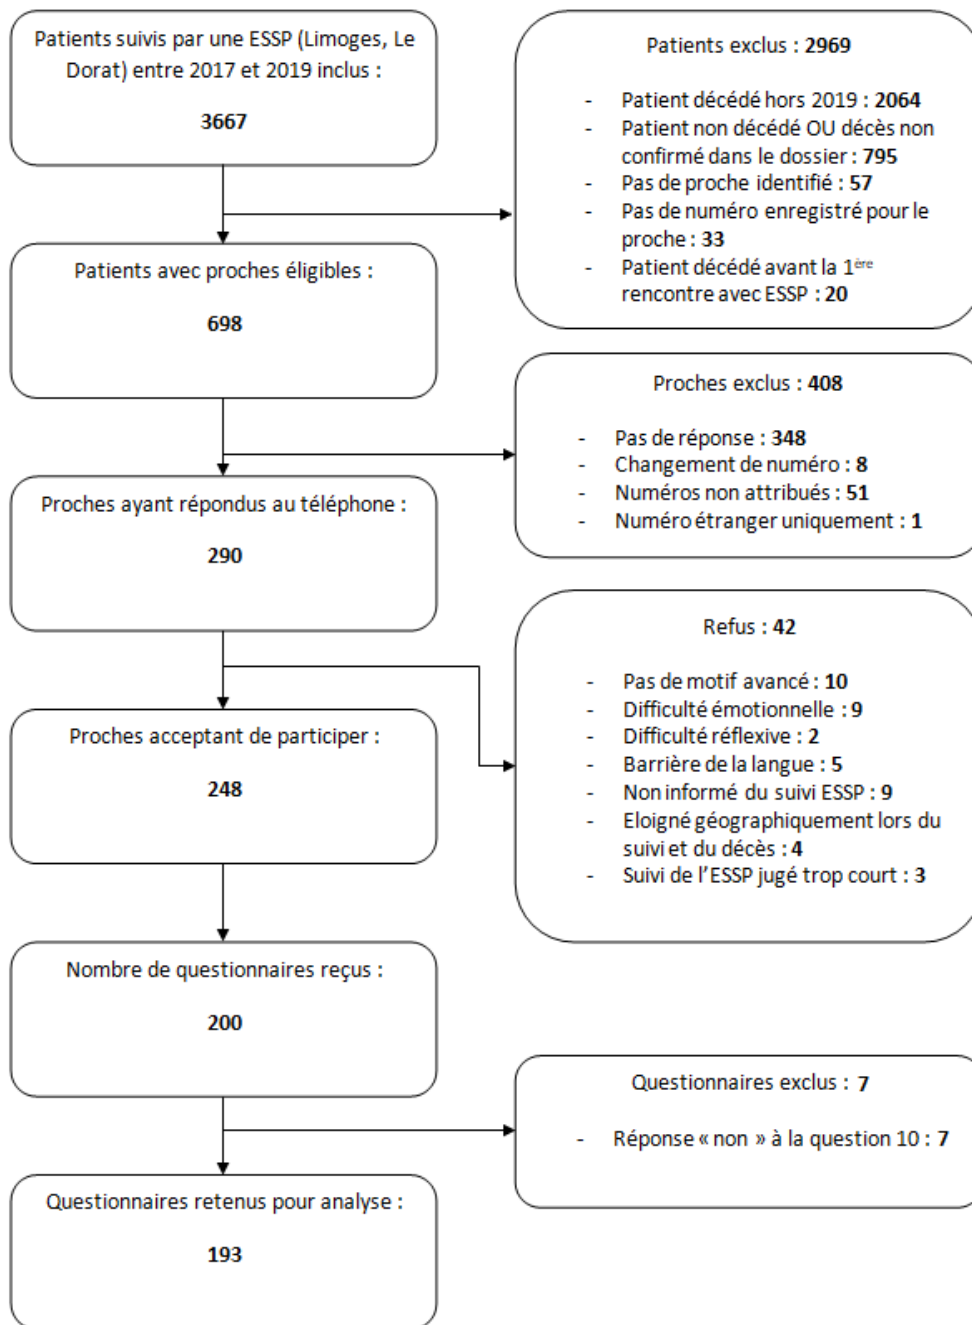 Patients suivis par une ESSP (Limoges, Le
Dorat) entre 2017 et 2019 inclus :
3667
Patients exclus : 2969
- Patient décédé hors 2019 : 2064
- Patient non décédé OU décès non
confirmé dans le dossier : 795
- Pas de proche identifié : 57
- Pas de numéro enregistré pour le
proche : 33
- Patient décédé avant la 1ère
rencontre avec ESSP : 20
Patients avec proches éligibles :
698
Proches exclus : 408
- Pas de réponse : 348
- Changement de numéro : 8
- Numéros non attribués : 51
- Numéro étranger uniquement : 1
Proches ayant répondus au téléphone :
290
Refus : 42
- Pas de motif avancé : 10
- Difficulté émotionnelle : 9
- Difficulté réflexive : 2
- Barrière de la langue : 5
- Non informé du suivi ESSP : 9
- Eloigné géographiquement lors du
suivi et du décès : 4
- Suivi de l'ESSP jugé trop court : 3
Proches acceptant de participer :
248
Nombre de questionnaires reçus :
200
Questionnaires exclus : 7
- Réponse « non » à la question 10 : 7
Questionnaires retenus pour analyse :
193